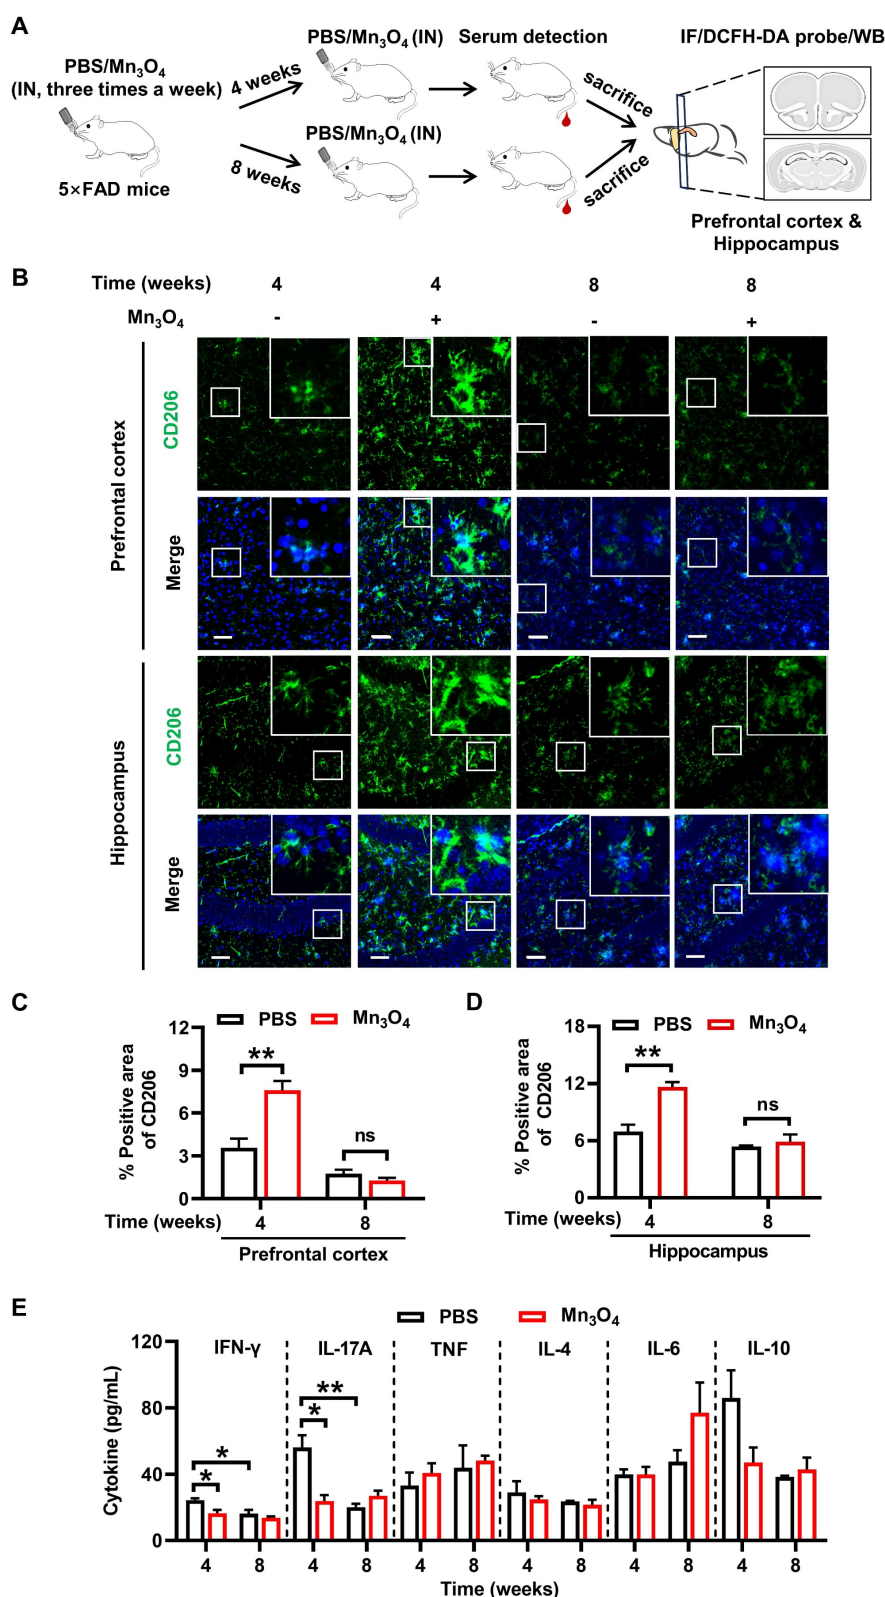 A
PBS/Mn₃O₄
(IN, three times a week)
5×FAD mice
4 weeks
8 weeks
PBS/Mn₃O₄ (IN)
PBS/Mn₃O₄ (IN)
Serum detection
sacrifice
sacrifice
IF/DCFH-DA probe/WB
Prefrontal cortex &
Hippocampus
B
Time (weeks) 4 4 8 8
Mn₃O₄ - + - +
Prefrontal cortex
CD206
Merge
Hippocampus
CD206
Merge
C
PBS Mn₃O₄
% Positive area
of CD206
12
9
6
3
0
**
ns
Time (weeks) 4 8
Prefrontal cortex
D
PBS Mn₃O₄
% Positive area
of CD206
18
12
6
0
**
ns
Time (weeks) 4 8
Hippocampus
E
PBS Mn₃O₄
Cytokine (pg/mL)
120
80
40
0
IFN-γ IL-17A TNF IL-4 IL-6 IL-10
*
*
**
*
4 8 4 8 4 8 4 8 4 8 4 8
Time (weeks)